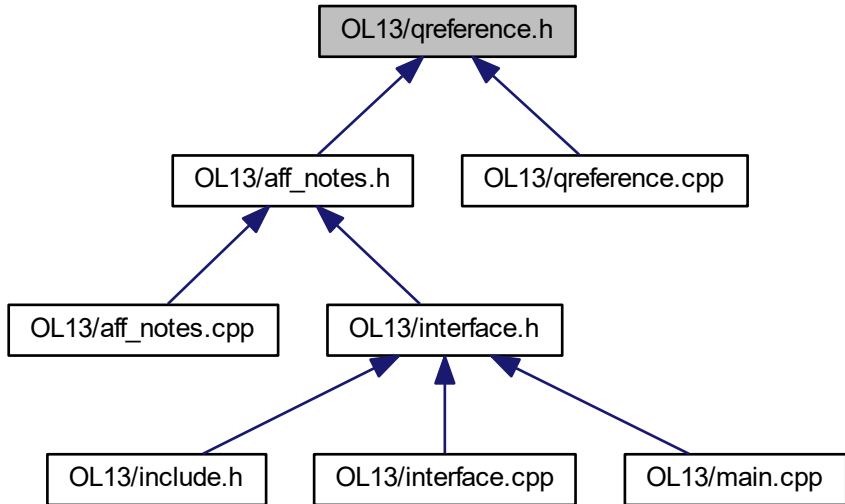 OL13/qreference.h
OL13/aff_notes.h
OL13/qreference.cpp
OL13/aff_notes.cpp
OL13/interface.h
OL13/include.h
OL13/interface.cpp
OL13/main.cpp